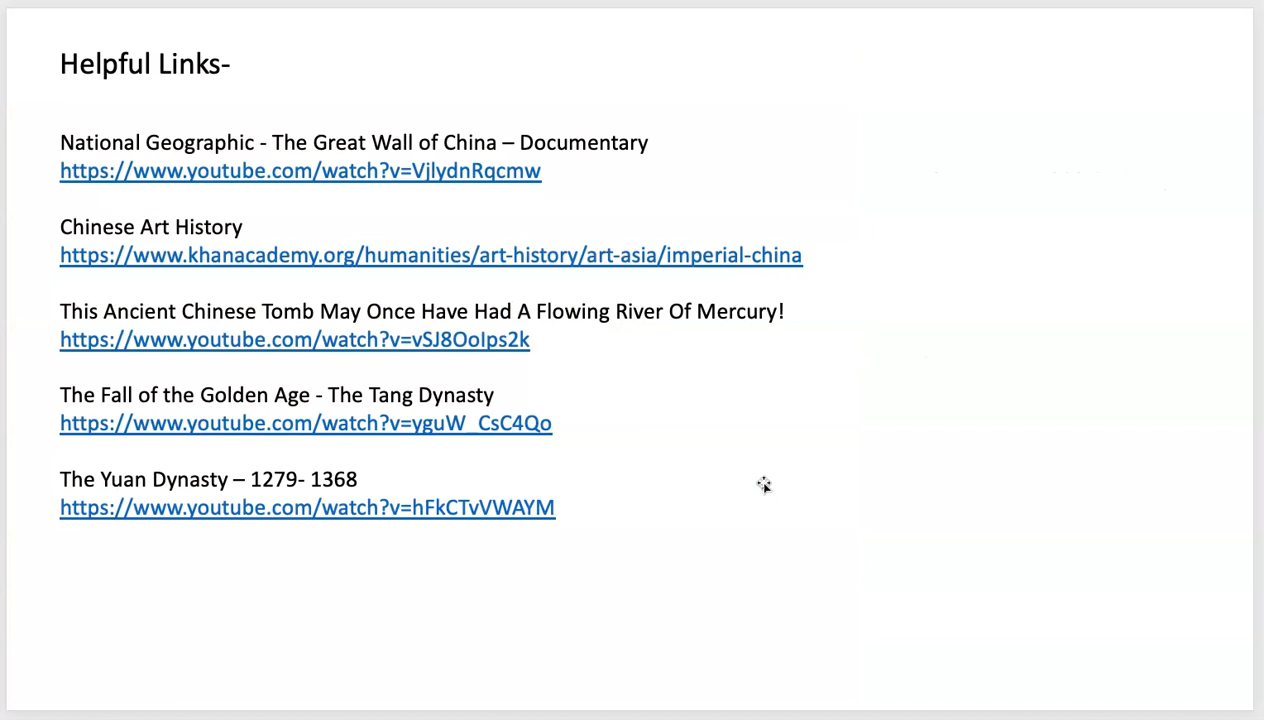 Helpful Links-
National Geographic - The Great Wall of China – Documentary
https://www.youtube.com/watch?v=VjlydnRqcmw
Chinese Art History
https://www.khanacademy.org/humanities/art-history/art-asia/imperial-china
This Ancient Chinese Tomb May Once Have Had A Flowing River Of Mercury!
https://www.youtube.com/watch?v=vSJ8OoIps2k
The Fall of the Golden Age - The Tang Dynasty
https://www.youtube.com/watch?v=yguW_CsC4Qo
The Yuan Dynasty – 1279- 1368
https://www.youtube.com/watch?v=hFkCTvVWAYM